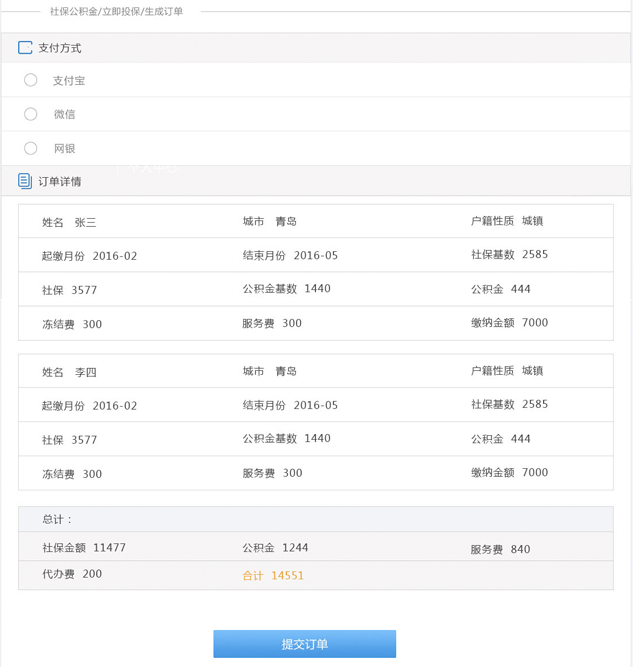 社保公积金/立即投保/生成订单
支付方式
支付宝
微信
网银
订单详情
姓名 张三 城市 青岛 户籍性质 城镇
起缴月份 2016-02 结束月份 2016-05 社保基数 2585
社保 3577 公积金基数 1440 公积金 444
冻结费 300 服务费 300 缴纳金额 7000
姓名 李四 城市 青岛 户籍性质 城镇
起缴月份 2016-02 结束月份 2016-05 社保基数 2585
社保 3577 公积金基数 1440 公积金 444
冻结费 300 服务费 300 缴纳金额 7000
总计：
社保金额 11477 公积金 1244 服务费 840
代办费 200 合计 14551
提交订单